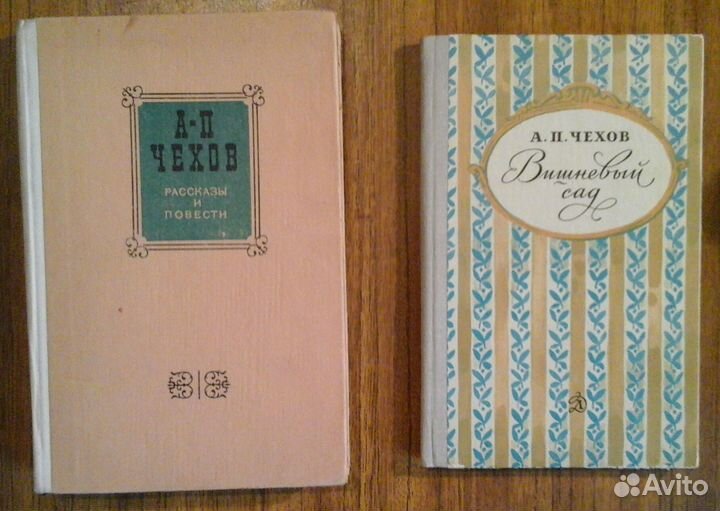 А-П
ЧЕХОВ
РАССКАЗЫ
И
ПОВЕСТИ
А. П. ЧЕХОВ
Вишневый
сад
Д
Avito